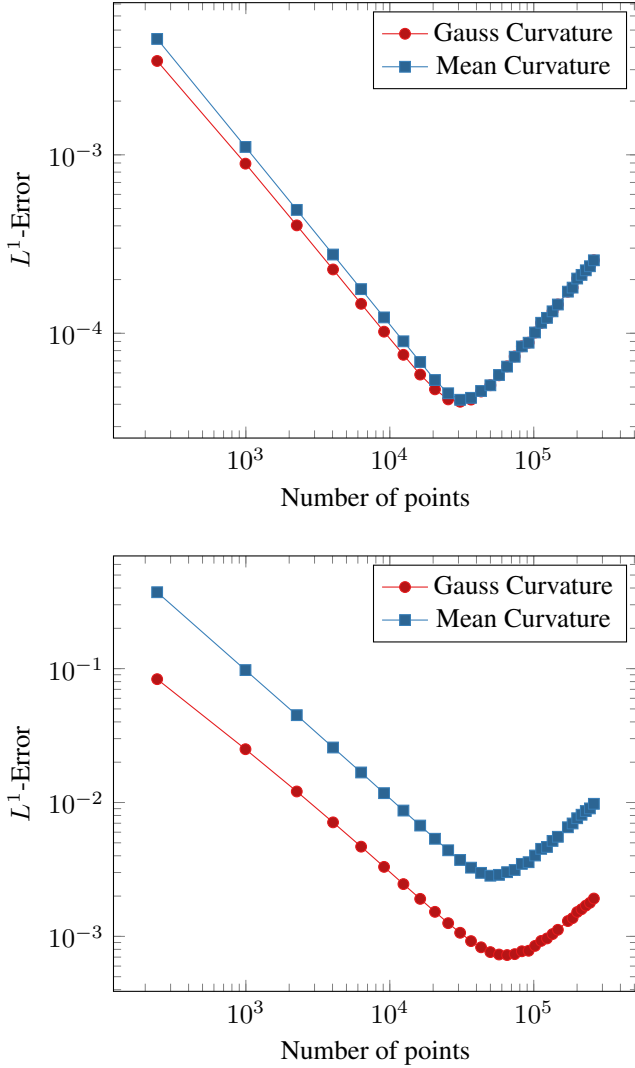 Gauss Curvature
Mean Curvature
10^{-3}
10^{-4}
L^1-Error
10^3 10^4 10^5
Number of points
Gauss Curvature
Mean Curvature
10^{-1}
10^{-2}
10^{-3}
L^1-Error
10^3 10^4 10^5
Number of points